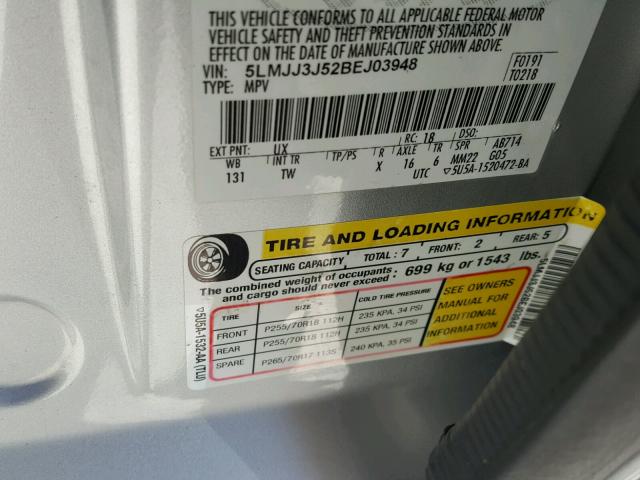 THIS VEHICLE CONFORMS TO ALL APPLICABLE FEDERAL MOTOR
VEHICLE SAFETY AND THEFT PREVENTION STANDARDS IN
EFFECT ON THE DATE OF MANUFACTURE SHOWN ABOVE.
VIN: 5LMJJ3J52BEJ03948
TYPE: MPV
F0191
T0218
EXT PNT: UX RC: 18 DSO:
WB INT TR TP/PS R AXLE TR SPR AB714
131 TW X 16 6 MM22 G05
UTC ▽5U5A-1520472-BA
TIRE AND LOADING INFORMATION
SEATING CAPACITY TOTAL: 7 FRONT: 2 REAR: 5
The combined weight of occupants
and cargo should never exceed: 699 kg or 1543 lbs.
TIRE SIZE COLD TIRE PRESSURE
FRONT P255/70R18 112H 235 KPA, 34 PSI
REAR P255/70R18 112H 235 KPA, 34 PSI
SPARE P265/70R17 113S 240 KPA, 35 PSI
SEE OWNERS
MANUAL FOR
ADDITIONAL
INFORMATION
▽5U5A-1532-AA (TLU)